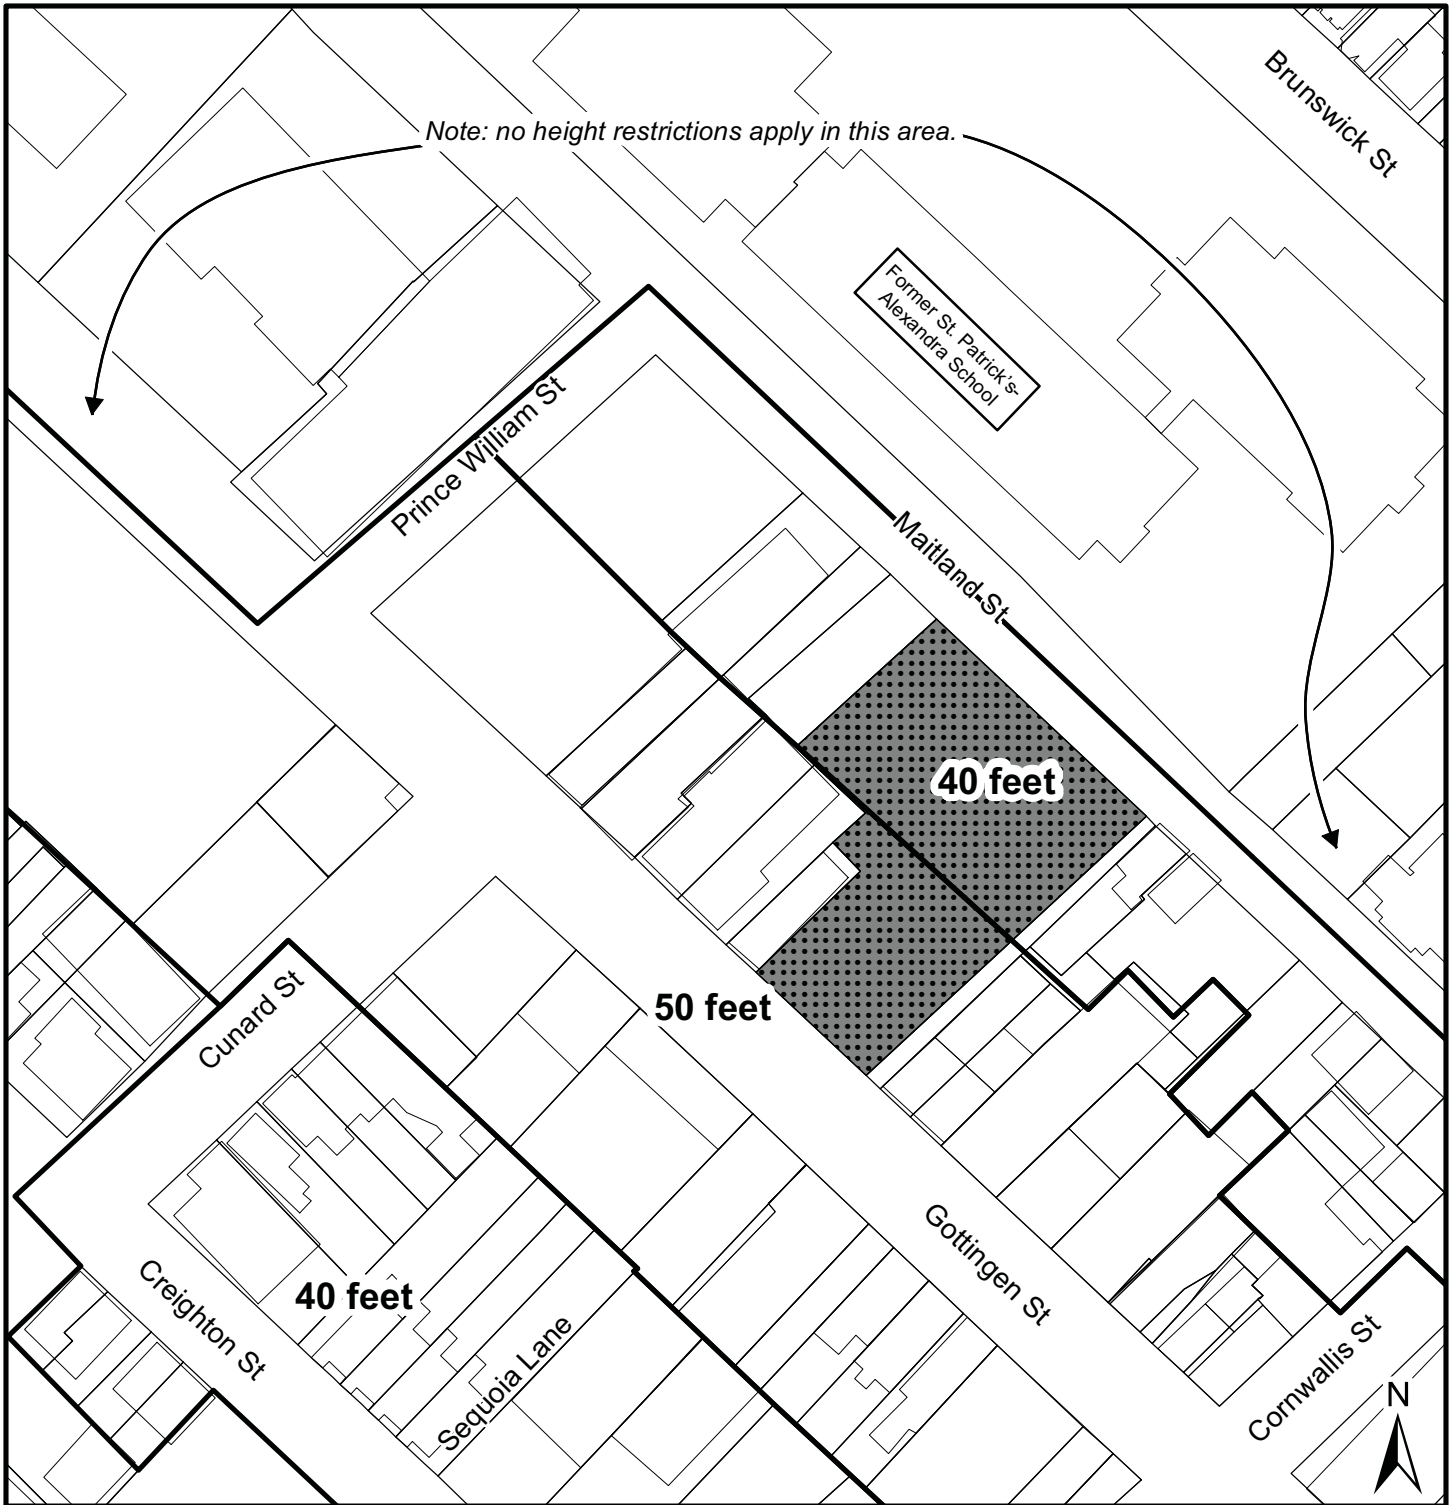 Brunswick St
Note: no height restrictions apply in this area.
Former St. Patrick's-
Alexandra School
Prince William St
Maitland St
40 feet
50 feet
Cunard St
Gottingen St
Creighton St
40 feet
Sequoia Lane
Cornwallis St
N